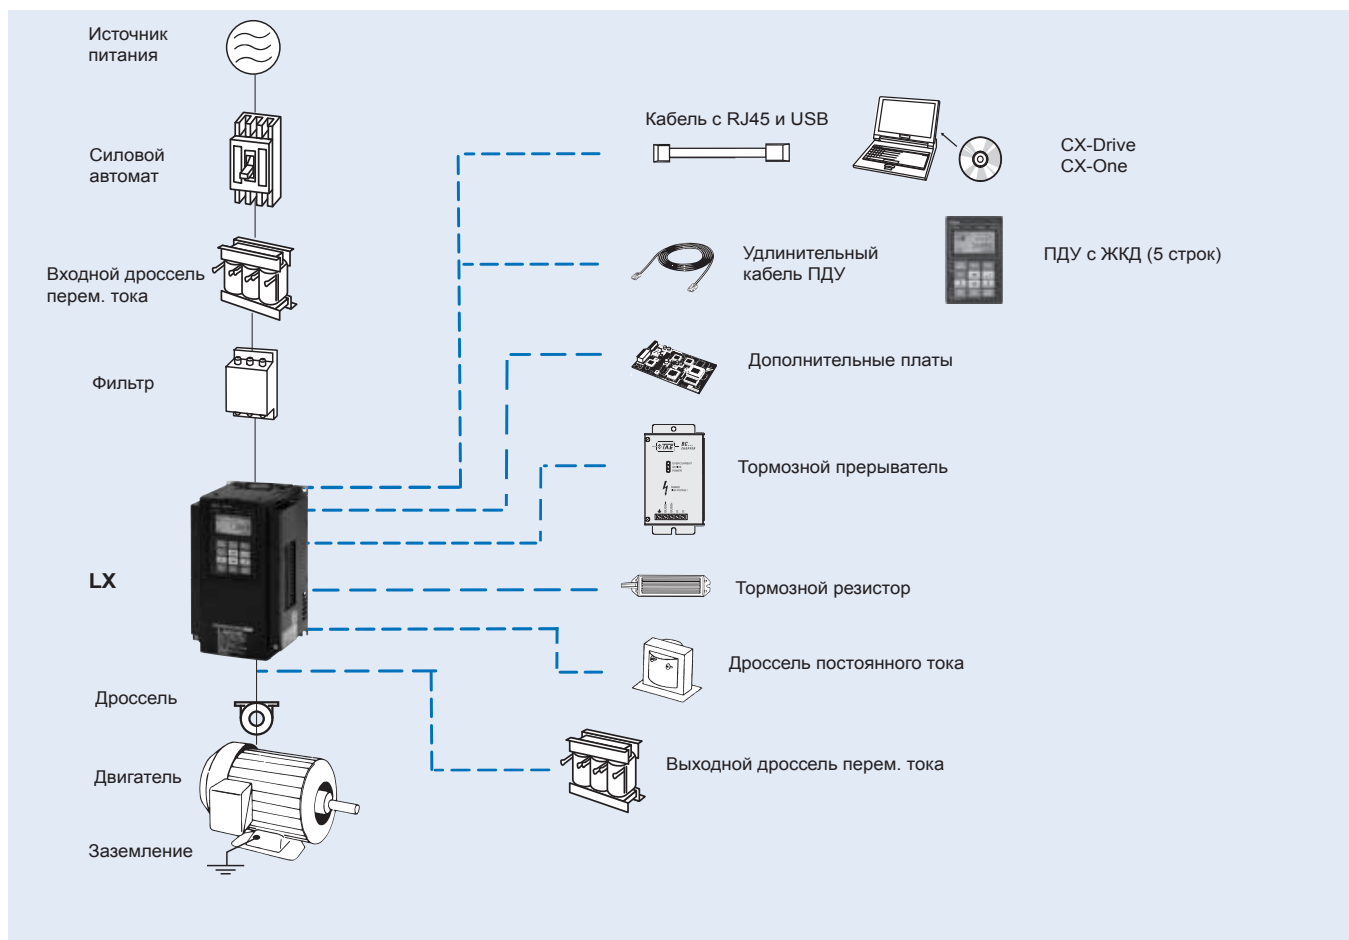 Источник
питания
Силовой
автомат
Входной дроссель
перем. тока
Фильтр
LX
Дроссель
Двигатель
Заземление
Кабель с RJ45 и USB
CX-Drive
CX-One
Удлинительный
кабель ПДУ
ПДУ с ЖКД (5 строк)
Дополнительные платы
Тормозной прерыватель
Тормозной резистор
Дроссель постоянного тока
Выходной дроссель перем. тока